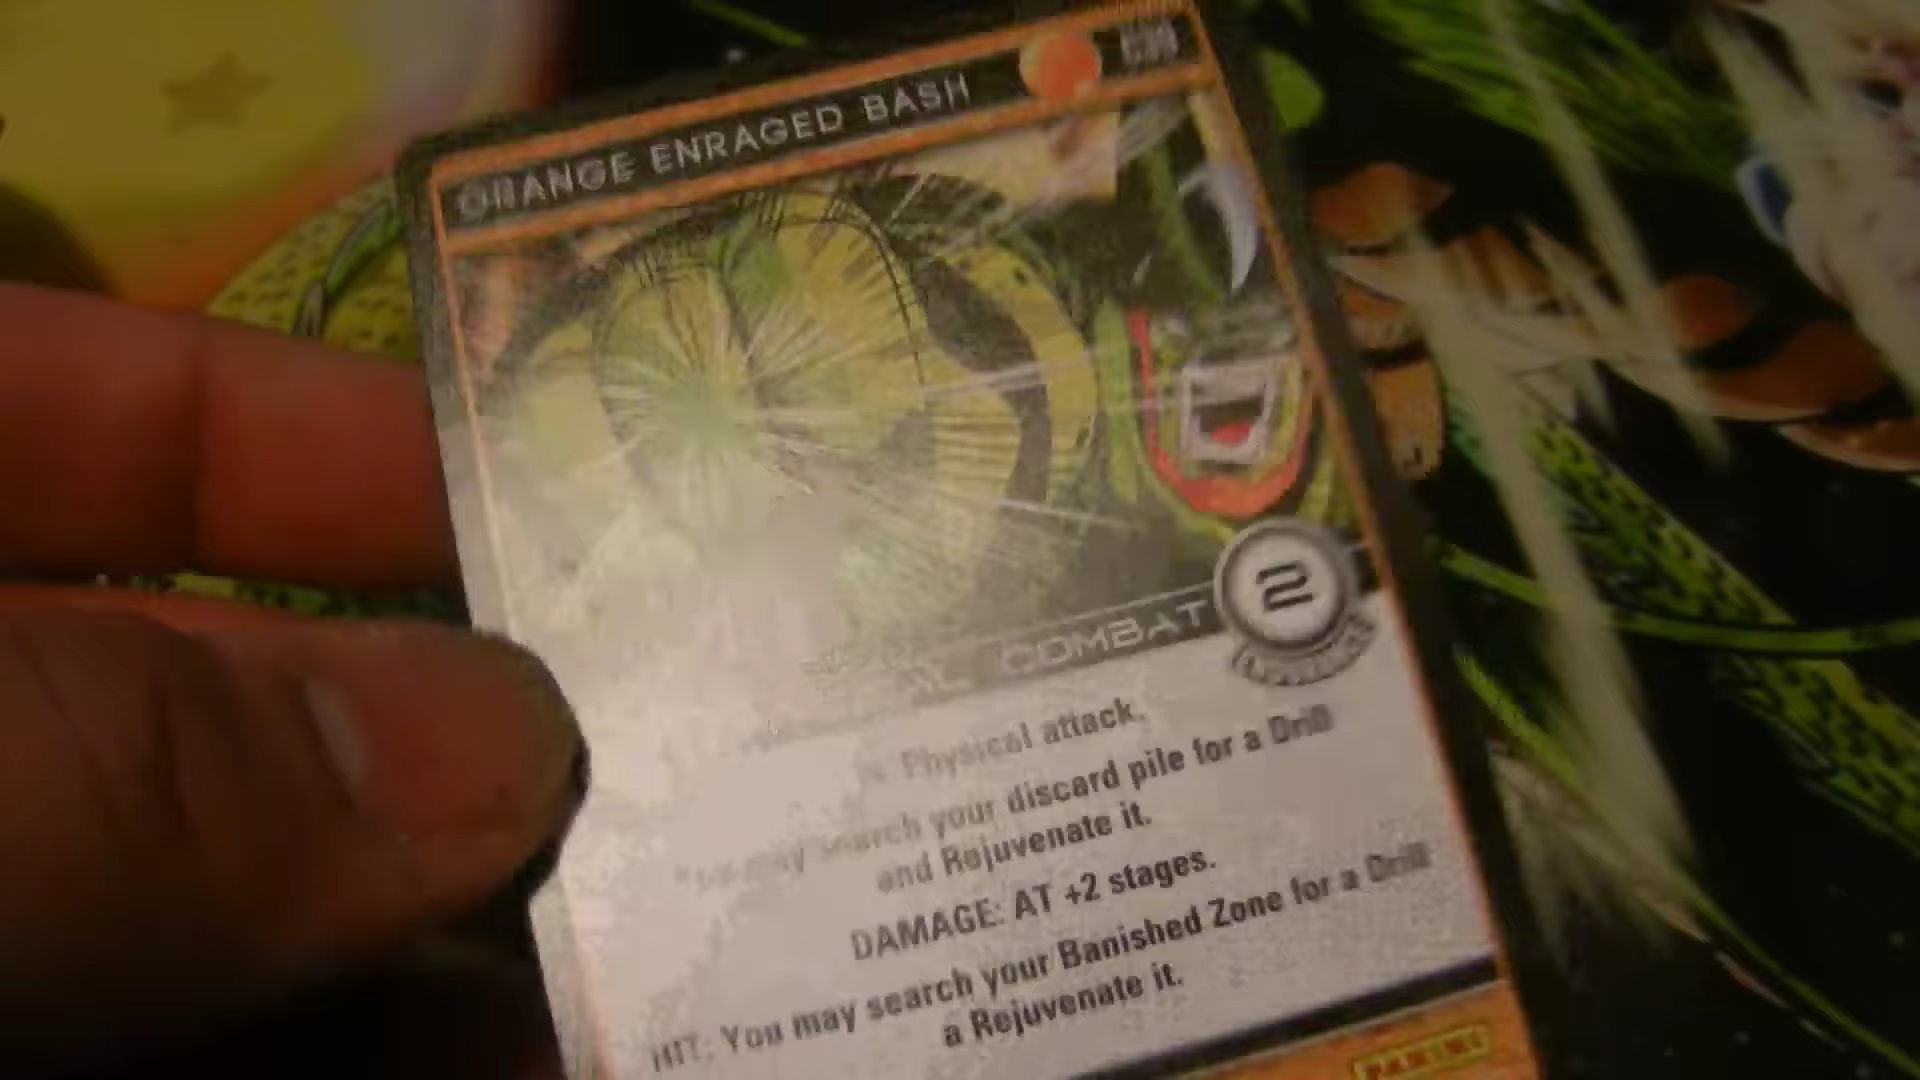 ORANGE ENRAGED BASH
COMBAT
2
Physical attack.
You may search your discard pile for a Drill
and Rejuvenate it.
DAMAGE: AT +2 stages.
HIT: You may search your Banished Zone for a Drill
a Rejuvenate it.
PANINI